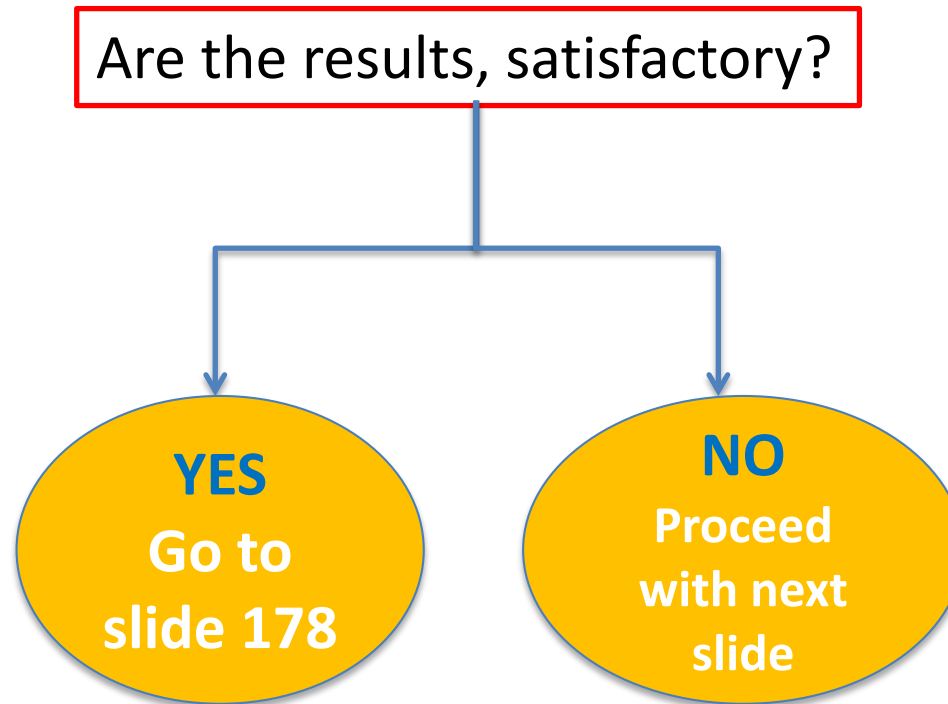 Are the results, satisfactory?
YES
Go to
slide 178
NO
Proceed
with next
slide